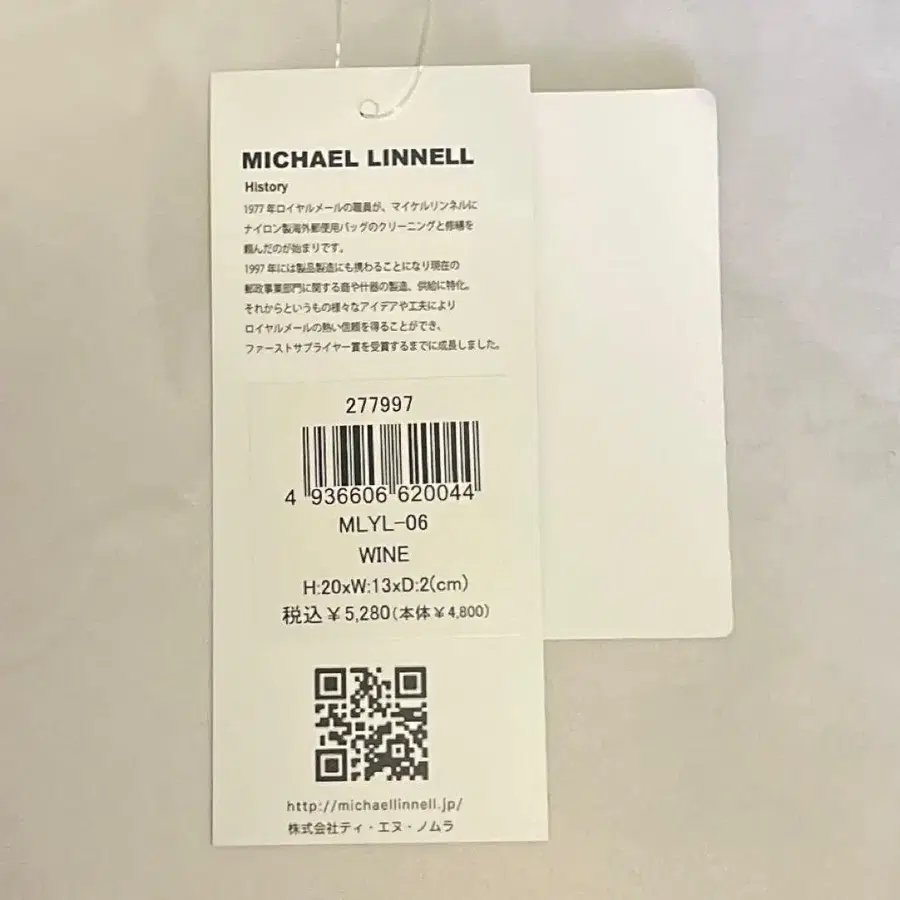 MICHAEL LINNELL
History
1977年ロイヤルメールの職員が、マイケルリンネルに
ナイロン製海外郵便用バッグのクリーニングと修繕を
頼んだのが始まりです。
1997年には製品製造にも携わることになり現在の
郵政事業部門に関する商や什器の製造、供給に特化。
それからというもの様々なアイデアや工夫により
ロイヤルメールの熱い信頼を得ることができ、
ファーストサプライヤー賞を受賞するまでに成長しました。
277997
4 936606 620044
MLYL-06
WINE
H:20xW:13xD:2(cm)
税込￥5,280(本体￥4,800)
http://michaellinnell.jp/
株式会社ティ・エヌ・ノムラ